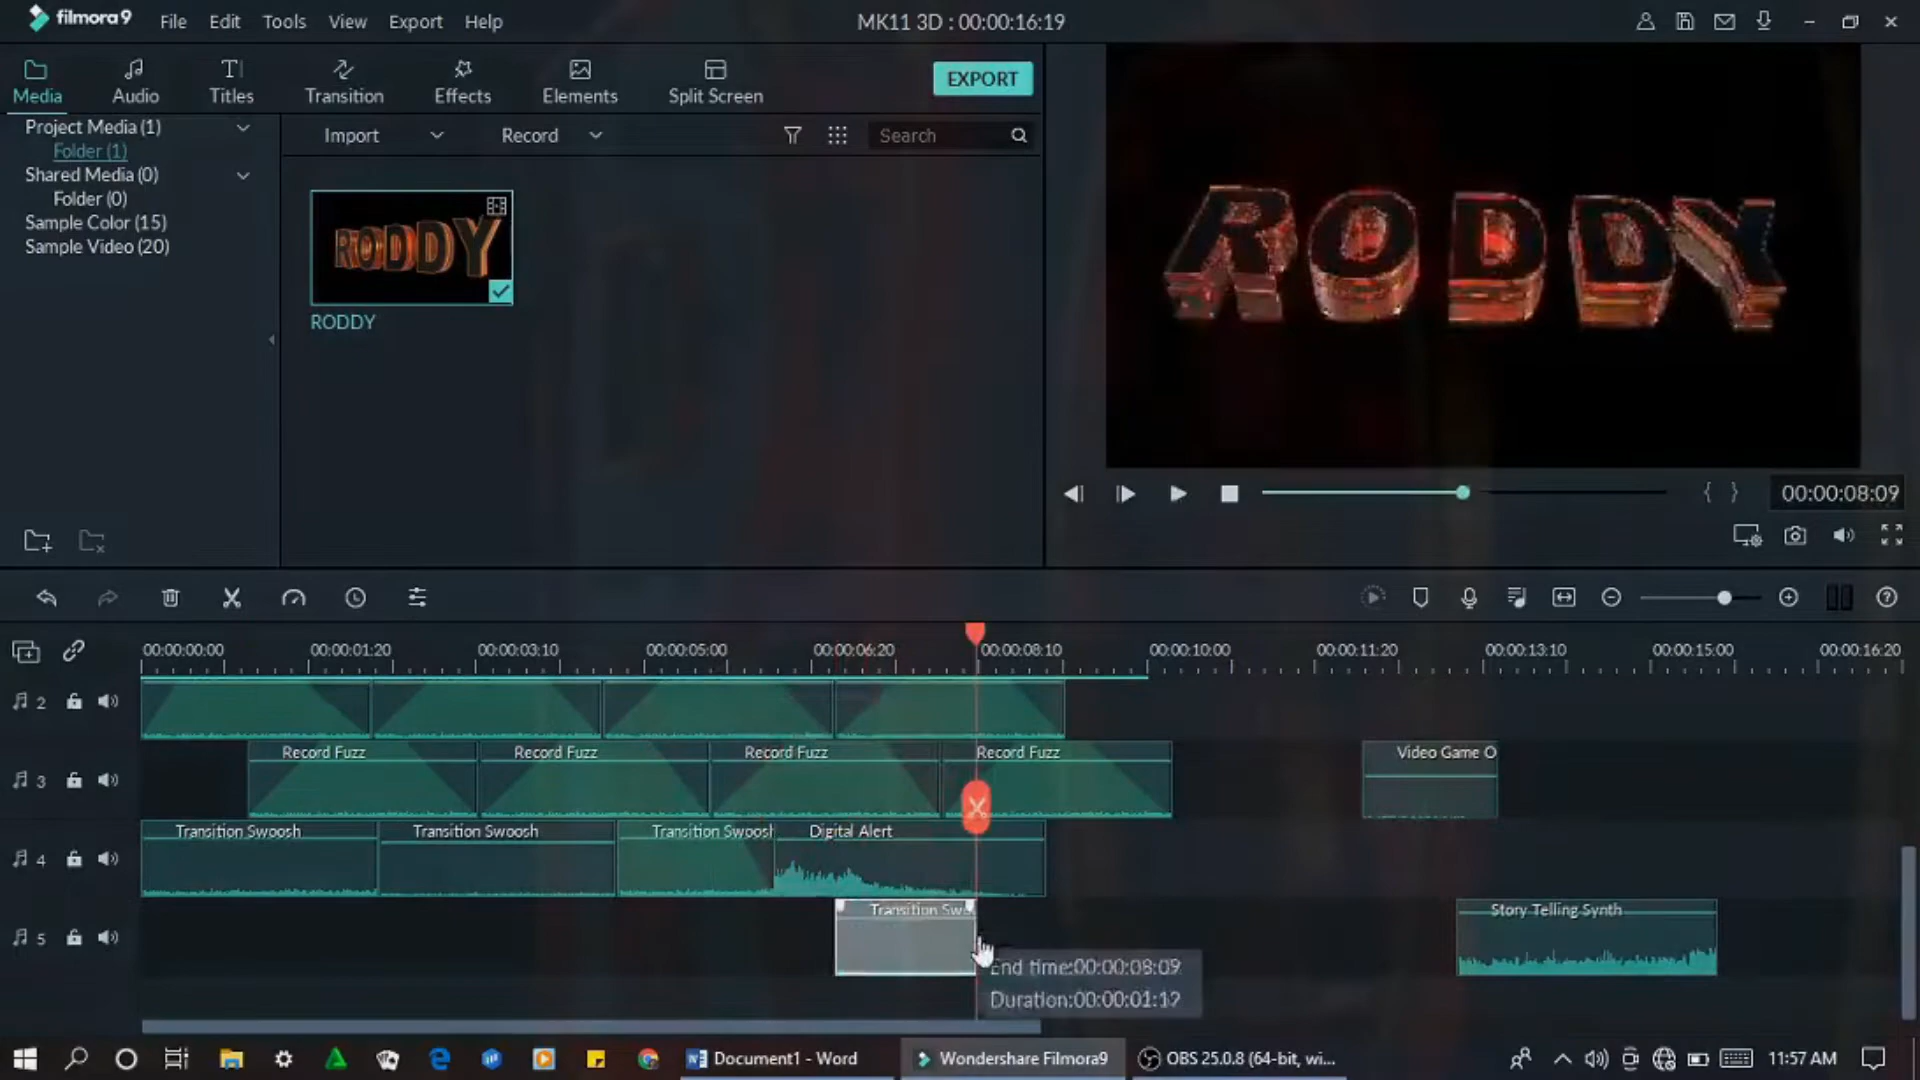 filmora9 File Edit Tools View Export Help MK11 3D : 00:00:16:19
Media Audio Titles Transition Effects Elements Split Screen EXPORT
Project Media (1)
Folder (1)
Shared Media (0)
Folder (0)
Sample Color (15)
Sample Video (20)
Import Record Search
RODDY
RODDY
RODDY
{ } 00:00:08:09
00:00:00:00 00:00:01:20 00:00:03:10 00:00:05:00 00:00:06:20 00:00:08:10 00:00:10:00 00:00:11:20 00:00:13:10 00:00:15:00 00:00:16:20
2
3 Record Fuzz Record Fuzz Record Fuzz Record Fuzz Video Game O
4 Transition Swoosh Transition Swoosh Transition Swoosh Digital Alert
5 Transition Swo Story Telling Synth
End time:00:00:08:09
Duration:00:00:01:19
Document1 - Word Wondershare Filmora9 OBS 25.0.8 (64-bit, wi... 11:57 AM